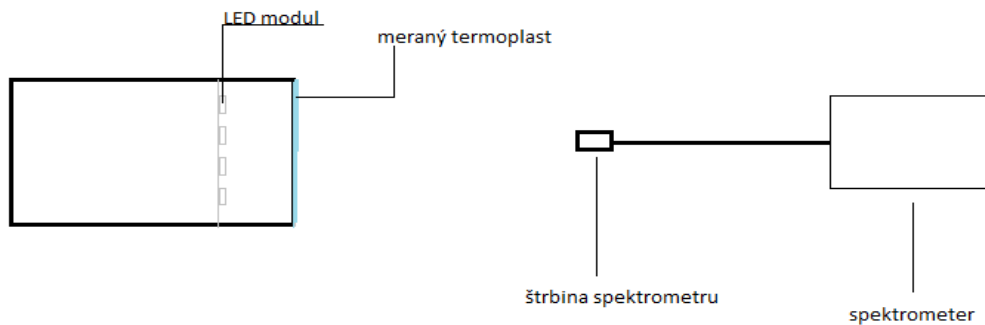 LED modul
meraný termoplast
štrbina spektrometru
spektrometer